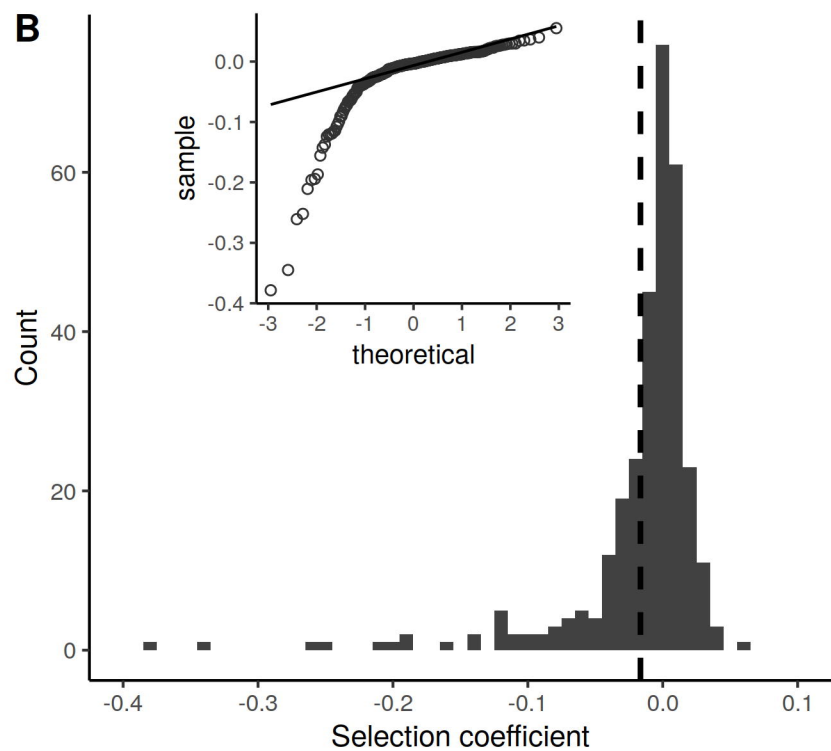 B
sample
0.0
-0.1
-0.2
-0.3
-0.4
-3 -2 -1 0 1 2 3
theoretical
Count
60
40
20
0
-0.4 -0.3 -0.2 -0.1 0.0 0.1
Selection coefficient